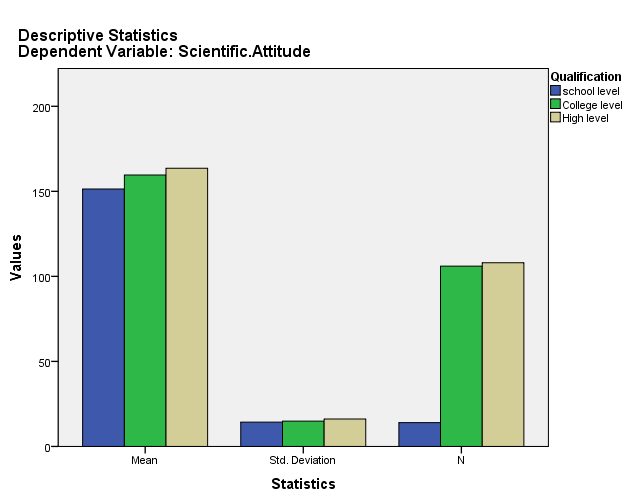 Descriptive Statistics
Dependent Variable: Scientific.Attitude
Qualification
school level
College level
High level
200
150
100
50
0
Values
Mean
Std. Deviation
N
Statistics